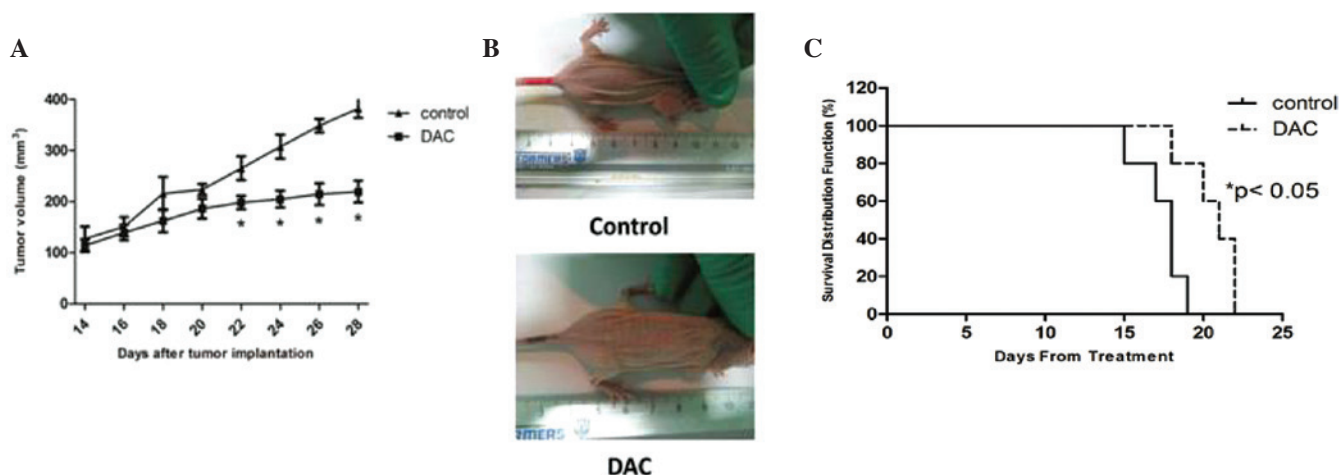 A
400
300
200
100
0
Tumor volume (mm³)
14 16 18 20 22 24 26 28
Days after tumor implantation
control
DAC
* * * *
B
FORMERS
Control
FORMERS
DAC
C
120
100
80
60
40
20
0
Survival Distribution Function (%)
0 5 10 15 20 25
Days From Treatment
control
DAC
*p< 0.05